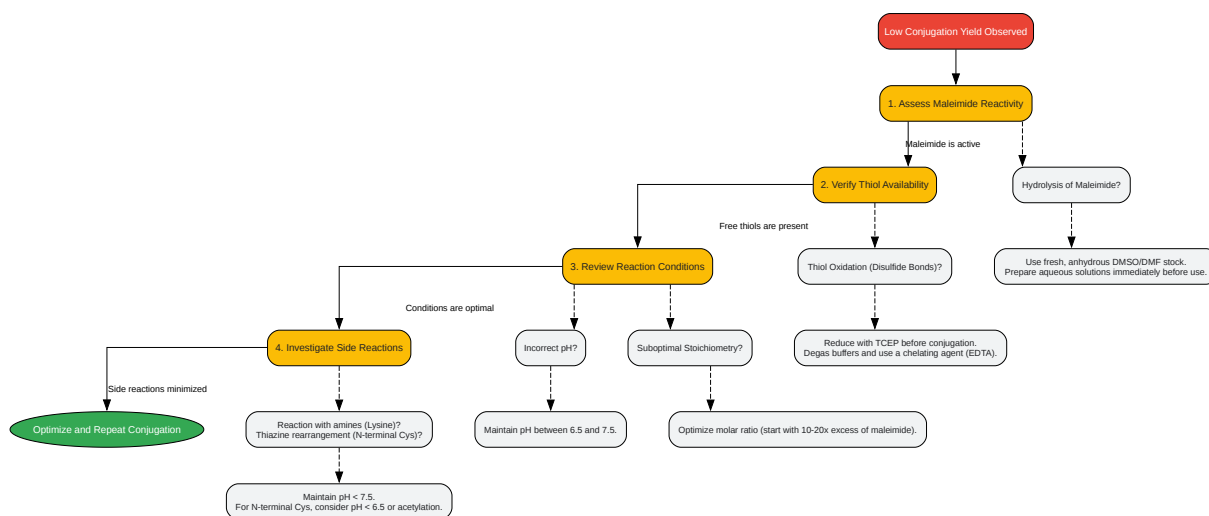 Low Conjugation Yield Observed
1. Assess Maleimide Reactivity
Maleimide is active
2. Verify Thiol Availability
Hydrolysis of Maleimide?
Free thiols are present
3. Review Reaction Conditions
Thiol Oxidation (Disulfide Bonds)?
Use fresh, anhydrous DMSO/DMF stock.
Prepare aqueous solutions immediately before use.
Conditions are optimal
4. Investigate Side Reactions
Incorrect pH?
Suboptimal Stoichiometry?
Reduce with TCEP before conjugation.
Degas buffers and use a chelating agent (EDTA).
Side reactions minimized
Optimize and Repeat Conjugation
Reaction with amines (Lysine)?
Thiazine rearrangement (N-terminal Cys)?
Maintain pH between 6.5 and 7.5.
Optimize molar ratio (start with 10-20x excess of maleimide).
Maintain pH < 7.5.
For N-terminal Cys, consider pH < 6.5 or acetylation.